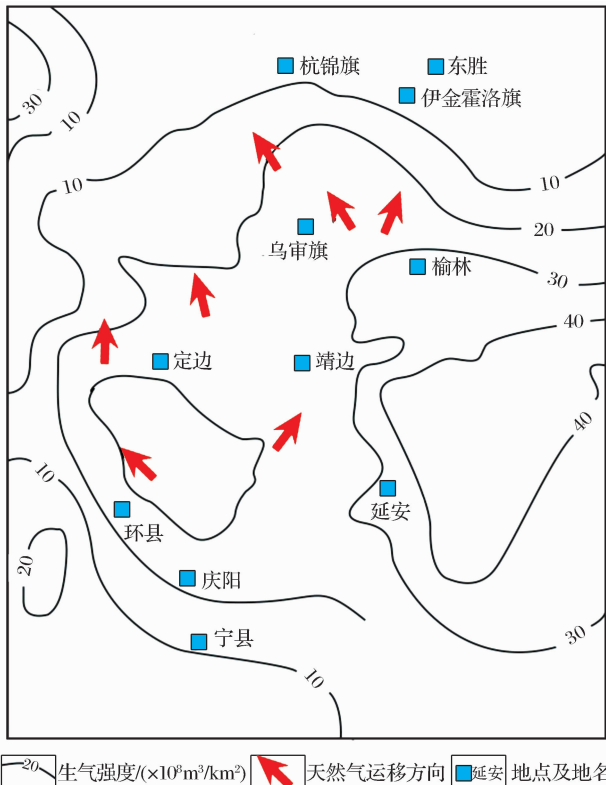 杭锦旗
东胜
伊金霍洛旗
30
10
10
10
20
乌审旗
榆林
30
40
定边
靖边
40
10
延安
环县
20
庆阳
30
宁县
10
20 生气强度/(×10⁸m³/km²) 天然气运移方向 延安 地点及地名